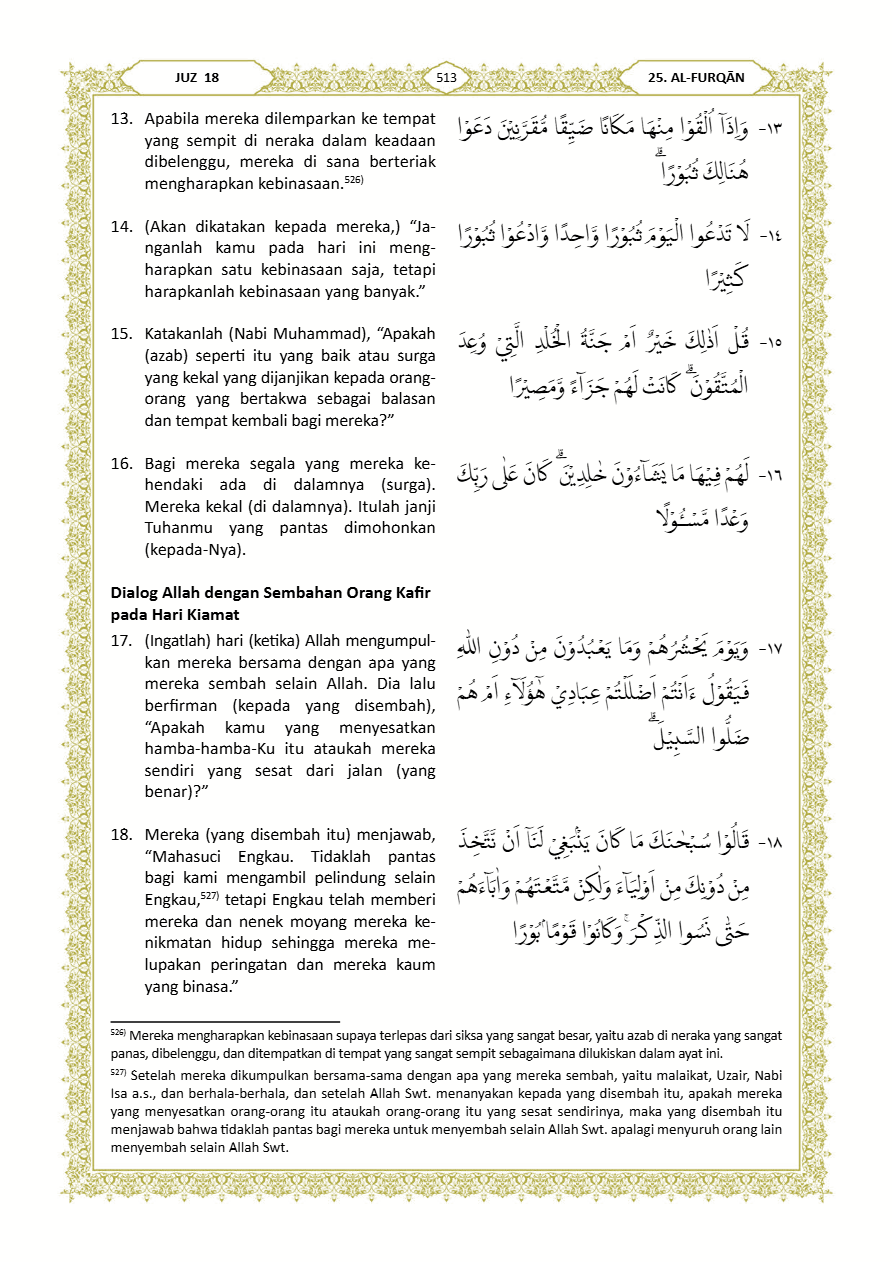 JUZ 18
513
25. AL-FURQĀN
13. Apabila mereka dilemparkan ke tempat
yang sempit di neraka dalam keadaan
dibelenggu, mereka di sana berteriak
mengharapkan kebinasaan.526)
١٣- وَاِذَآ اُلْقُوْا مِنْهَا مَكَانًا ضَيِّقًا مُّقَرَّنِيْنَ دَعَوْا
هُنَالِكَ ثُبُوْرًاۗ
14. (Akan dikatakan kepada mereka,) “Ja-
nganlah kamu pada hari ini meng-
harapkan satu kebinasaan saja, tetapi
harapkanlah kebinasaan yang banyak.”
١٤- لَا تَدْعُوا الْيَوْمَ ثُبُوْرًا وَّاحِدًا وَّادْعُوْا ثُبُوْرًا
كَثِيْرًا
15. Katakanlah (Nabi Muhammad), “Apakah
(azab) seperti itu yang baik atau surga
yang kekal yang dijanjikan kepada orang-
orang yang bertakwa sebagai balasan
dan tempat kembali bagi mereka?”
١٥- قُلْ اَذٰلِكَ خَيْرٌ اَمْ جَنَّةُ الْخُلْدِ الَّتِيْ وُعِدَ
الْمُتَّقُوْنَۗ كَانَتْ لَهُمْ جَزَاۤءً وَّمَصِيْرًا
16. Bagi mereka segala yang mereka ke-
hendaki ada di dalamnya (surga).
Mereka kekal (di dalamnya). Itulah janji
Tuhanmu yang pantas dimohonkan
(kepada-Nya).
١٦- لَهُمْ فِيْهَا مَا يَشَاۤءُوْنَ خٰلِدِيْنَۗ كَانَ عَلٰى رَبِّكَ
وَعْدًا مَّسْـُٔوْلًا
Dialog Allah dengan Sembahan Orang Kafir
pada Hari Kiamat
17. (Ingatlah) hari (ketika) Allah mengumpul-
kan mereka bersama dengan apa yang
mereka sembah selain Allah. Dia lalu
berfirman (kepada yang disembah),
“Apakah kamu yang menyesatkan
hamba-hamba-Ku itu ataukah mereka
sendiri yang sesat dari jalan (yang
benar)?”
١٧- وَيَوْمَ يَحْشُرُهُمْ وَمَا يَعْبُدُوْنَ مِنْ دُوْنِ اللّٰهِ
فَيَقُوْلُ ءَاَنْتُمْ اَضْلَلْتُمْ عِبَادِيْ هٰٓؤُلَاۤءِ اَمْ هُمْ
ضَلُّوا السَّبِيْلَۗ
18. Mereka (yang disembah itu) menjawab,
“Mahasuci Engkau. Tidaklah pantas
bagi kami mengambil pelindung selain
Engkau,527) tetapi Engkau telah memberi
mereka dan nenek moyang mereka ke-
nikmatan hidup sehingga mereka me-
lupakan peringatan dan mereka kaum
yang binasa.”
١٨- قَالُوْا سُبْحٰنَكَ مَا كَانَ يَنْۢبَغِيْ لَنَآ اَنْ نَّتَّخِذَ
مِنْ دُوْنِكَ مِنْ اَوْلِيَاۤءَ وَلٰكِنْ مَّتَّعْتَهُمْ وَاٰبَاۤءَهُمْ
حَتّٰى نَسُوا الذِّكْرَۚ وَكَانُوْا قَوْمًاۢ بُوْرًا
526) Mereka mengharapkan kebinasaan supaya terlepas dari siksa yang sangat besar, yaitu azab di neraka yang sangat
panas, dibelenggu, dan ditempatkan di tempat yang sangat sempit sebagaimana dilukiskan dalam ayat ini.
527) Setelah mereka dikumpulkan bersama-sama dengan apa yang mereka sembah, yaitu malaikat, Uzair, Nabi
Isa a.s., dan berhala-berhala, dan setelah Allah Swt. menanyakan kepada yang disembah itu, apakah mereka
yang menyesatkan orang-orang itu ataukah orang-orang itu yang sesat sendirinya, maka yang disembah itu
menjawab bahwa tidaklah pantas bagi mereka untuk menyembah selain Allah Swt. apalagi menyuruh orang lain
menyembah selain Allah Swt.